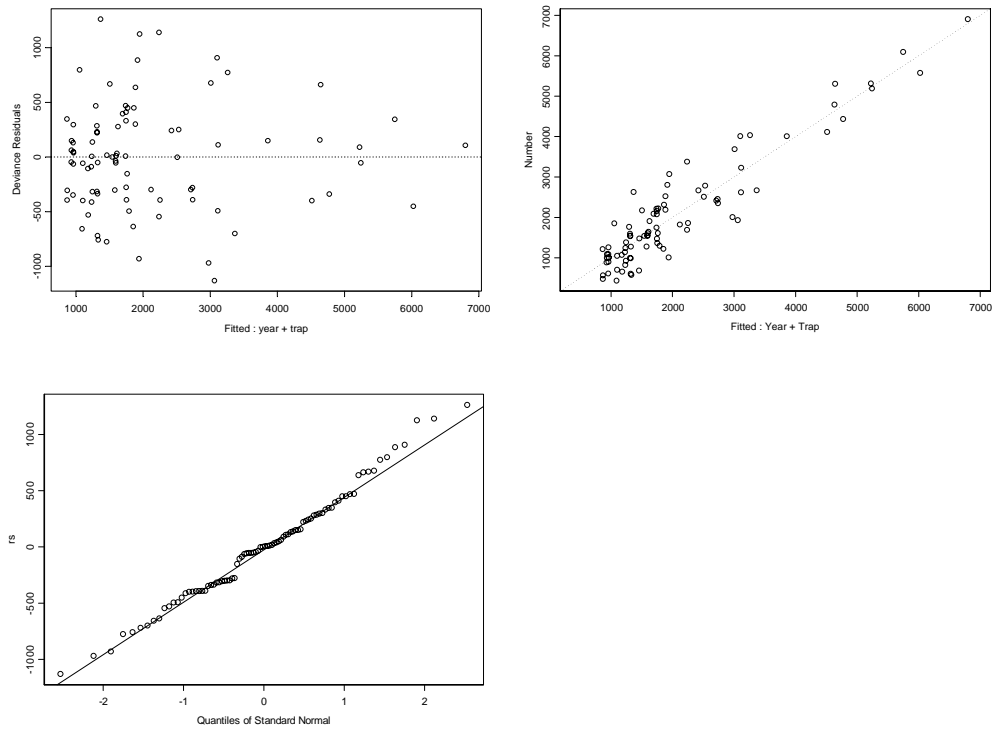 Deviance Residuals
1000
500
0
-500
-1000
1000 2000 3000 4000 5000 6000 7000
Fitted : year + trap
Number
7000
6000
5000
4000
3000
2000
1000
1000 2000 3000 4000 5000 6000 7000
Fitted : Year + Trap
rs
1000
500
0
-500
-1000
-2 -1 0 1 2
Quantiles of Standard Normal